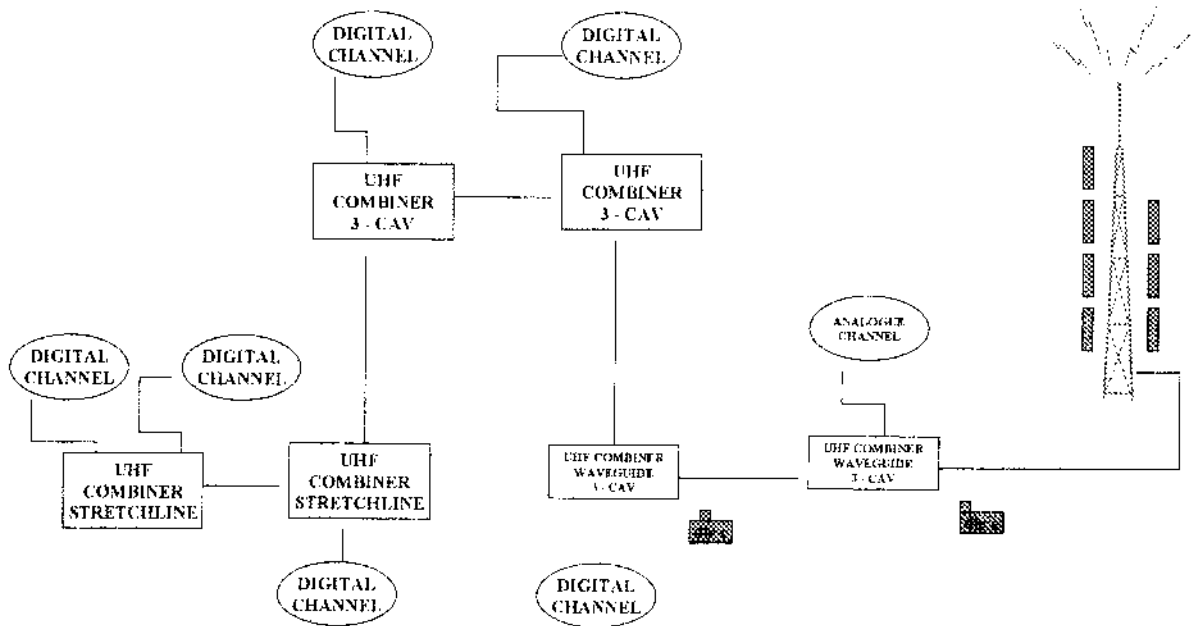 DIGITAL
CHANNEL
DIGITAL
CHANNEL
UHF
COMBINER
3 - CAV
UHF
COMBINER
3 - CAV
ANALOGUE
CHANNEL
DIGITAL
CHANNEL
DIGITAL
CHANNEL
UHF
COMBINER
STRETCHLINE
UHF
COMBINER
STRETCHLINE
UHF COMBINER
WAVEGUIDE
- CAV
UHF COMBINER
WAVEGUIDE
3 - CAV
DIGITAL
CHANNEL
DIGITAL
CHANNEL